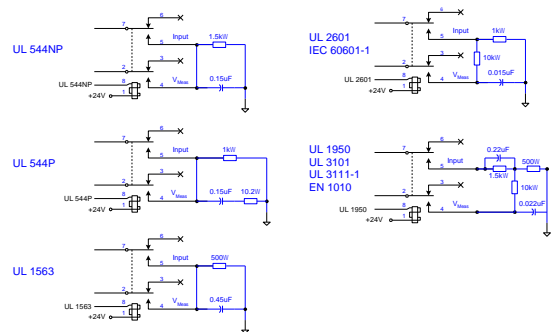 6
7
1.5kW
Input
5
UL 544NP
3
2
0.15uF
UL 544NP
8
VMeas
4
+24V
1
6
7
1kW
Input
5
UL 2601
IEC 60601-1
10kW
3
2
0.015uF
UL 2601
8
VMeas
4
+24V
1
6
7
1kW
Input
5
UL 544P
3
2
0.15uF
10.2W
UL 544P
8
VMeas
4
+24V
1
6
0.22uF
7
500W
Input
5
1.5kW
UL 1950
UL 3101
UL 3111-1
EN 1010
10kW
3
2
0.022uF
UL 1950
8
VMeas
4
+24V
1
6
7
500W
Input
5
UL 1563
3
2
0.45uF
UL 1563
8
VMeas
4
+24V
1